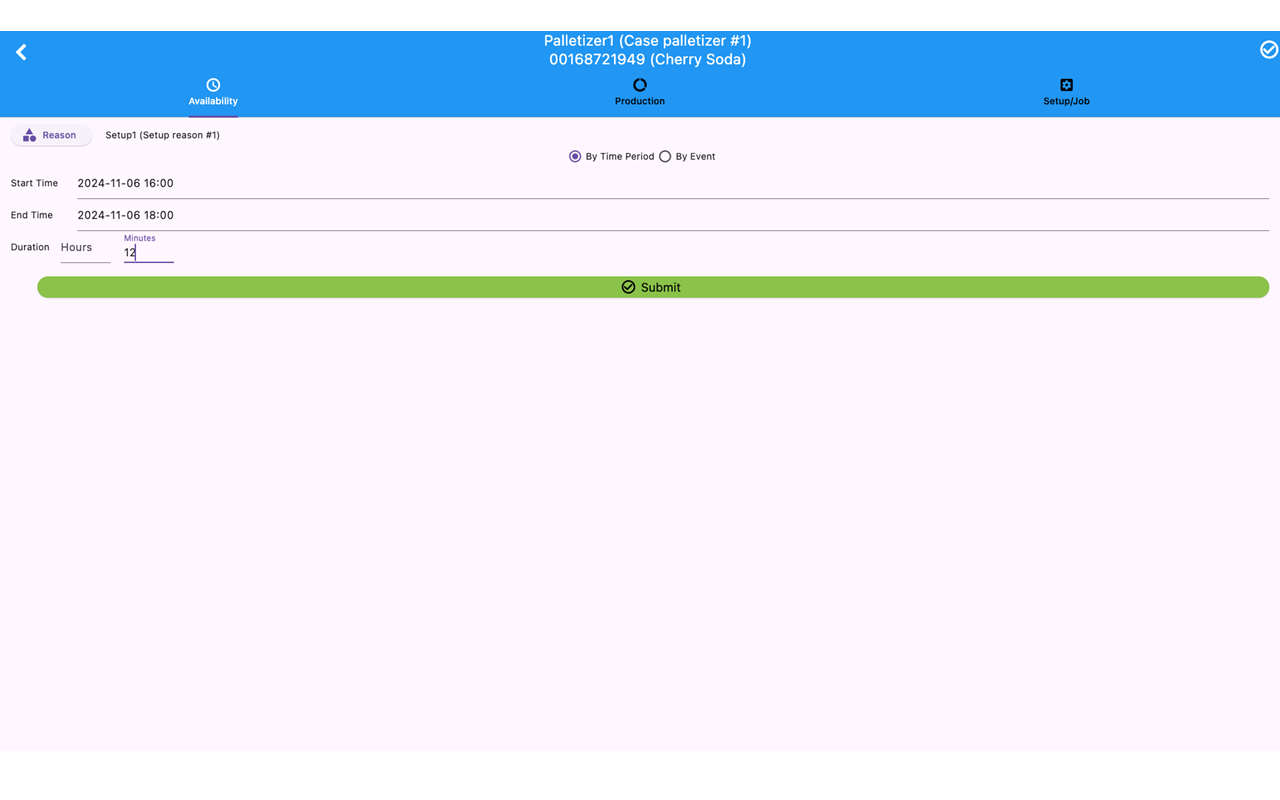 Palletizer1 (Case palletizer #1)
00168721949 (Cherry Soda)
Availability Production Setup/Job
Reason Setup1 (Setup reason #1)
By Time Period By Event
Start Time 2024-11-06 16:00
End Time 2024-11-06 18:00
Minutes
Duration Hours 12
Submit